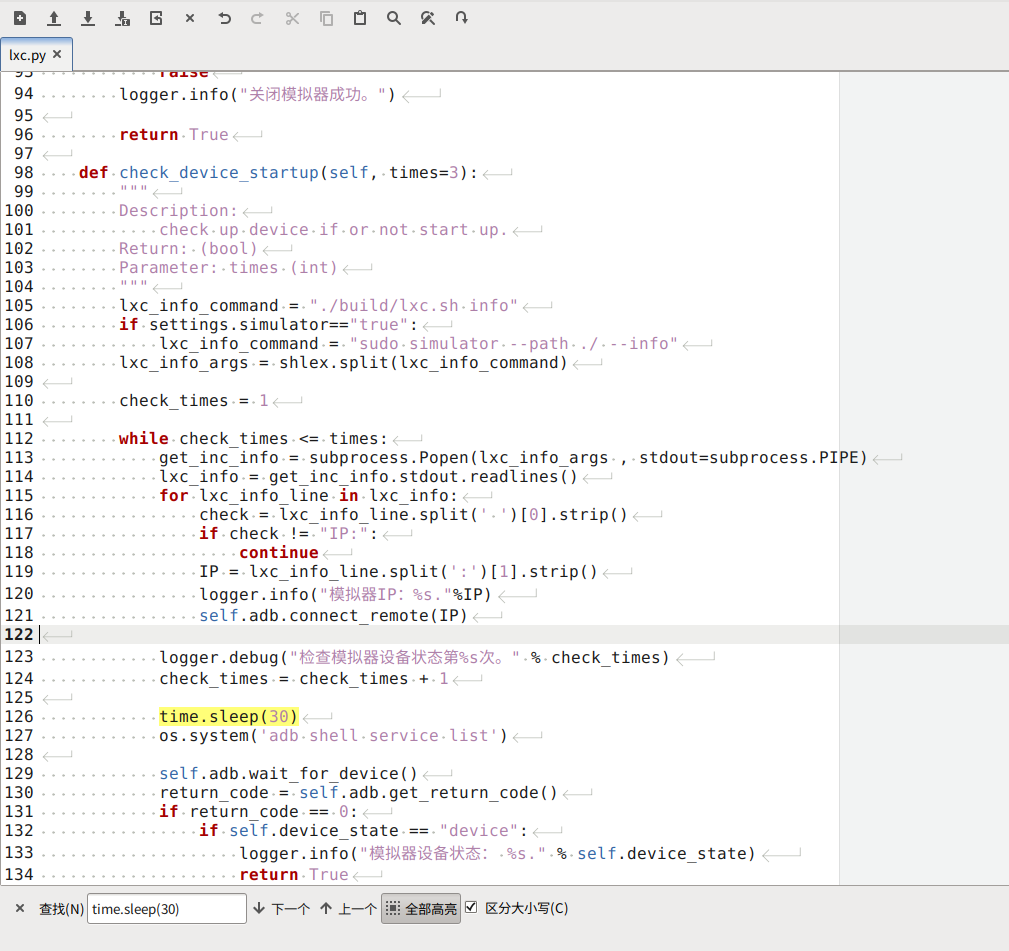 lxc.py ×
93 raise
94 logger.info("关闭模拟器成功。")
95
96 return True
97
98 def check_device_startup(self, times=3):
99 """
100 Description:
101 check up device if or not start up.
102 Return: (bool)
103 Parameter: times (int)
104 """
105 lxc_info_command = "./build/lxc.sh info"
106 if settings.simulator=="true":
107 lxc_info_command = "sudo simulator --path ./ --info"
108 lxc_info_args = shlex.split(lxc_info_command)
109
110 check_times = 1
111
112 while check_times <= times:
113 get_inc_info = subprocess.Popen(lxc_info_args , stdout=subprocess.PIPE)
114 lxc_info = get_inc_info.stdout.readlines()
115 for lxc_info_line in lxc_info:
116 check = lxc_info_line.split(' ')[0].strip()
117 if check != "IP:":
118 continue
119 IP = lxc_info_line.split(':')[1].strip()
120 logger.info("模拟器IP：%s."%IP)
121 self.adb.connect_remote(IP)
122
123 logger.debug("检查模拟器设备状态第%s次。" % check_times)
124 check_times = check_times + 1
125
126 time.sleep(30)
127 os.system('adb shell service list')
128
129 self.adb.wait_for_device()
130 return_code = self.adb.get_return_code()
131 if return_code == 0:
132 if self.device_state == "device":
133 logger.info("模拟器设备状态： %s." % self.device_state)
134 return True
× 查找(N) time.sleep(30) 下一个 上一个 全部高亮 区分大小写(C)